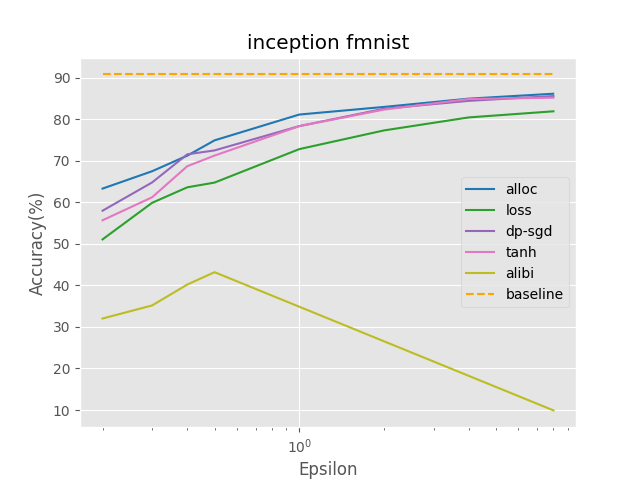 inception fmnist
90
80
70
60
50
40
30
20
10
Accuracy(%)
alloc
loss
dp-sgd
tanh
alibi
baseline
10⁰
Epsilon